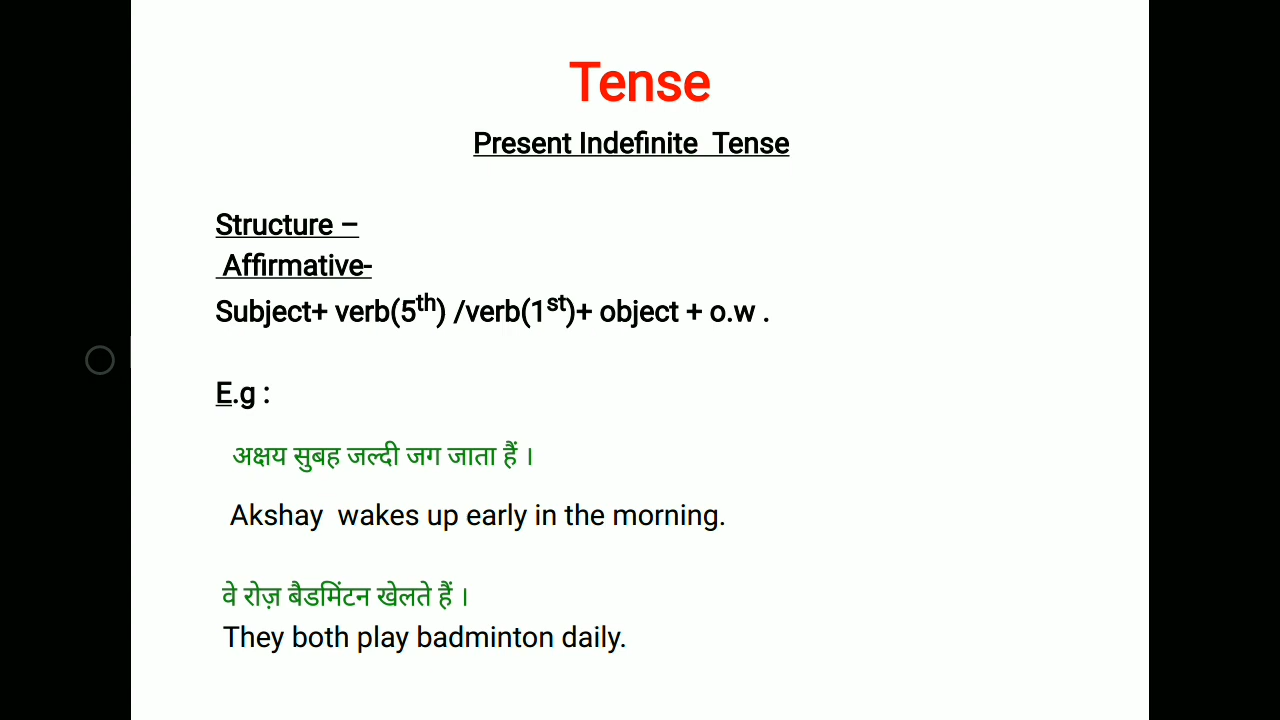 Tense
Present Indefinite  Tense
Structure –
Affirmative-
Subject+ verb(5th) /verb(1st)+ object + o.w .
E.g :
अक्षय सुबह जल्दी जग जाता हैं ।
Akshay  wakes up early in the morning.
वे रोज़ बैडमिंटन खेलते हैं ।
They both play badminton daily.